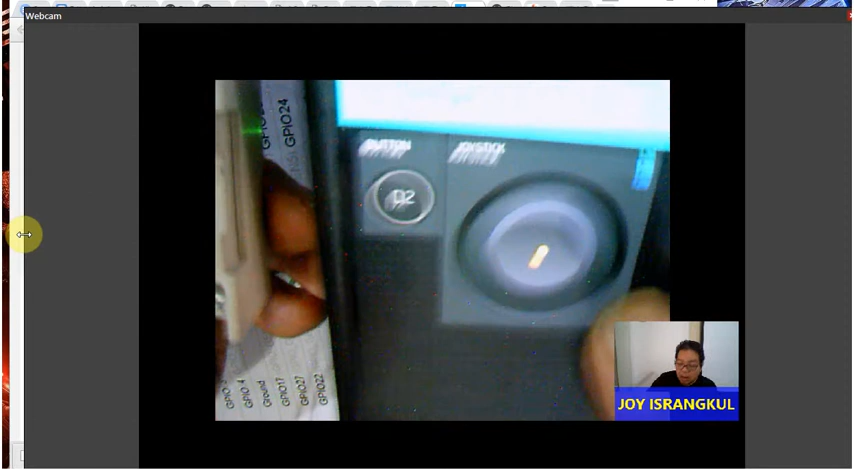 Webcam
GPIO24
BUTTON
JOYSTICK
D2
GPIO 4
Ground
GPIO17
GPIO27
GPIO22
JOY ISRANGKUL